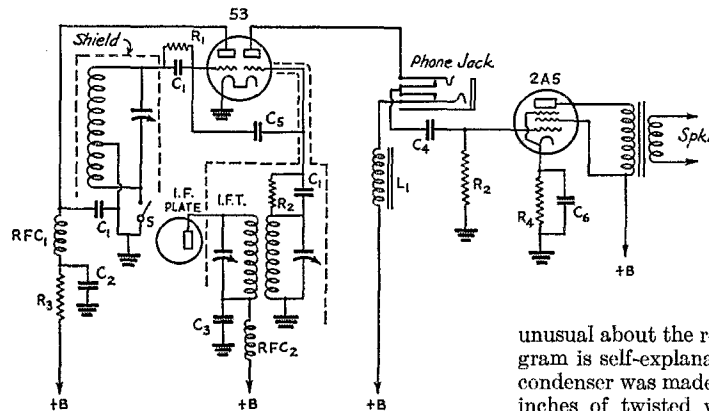 53
Shield
R1
C1
C5
Phone Jack
2A5
Spk.
C4
L1
R2
R4
C6
+B
I.F.
PLATE
I.F.T.
C1
R2
C1
S
RFC1
C2
R3
C3
RFC2
+B
+B
+B
unusual about the r
gram is self-explana
condenser was made
inches of twisted